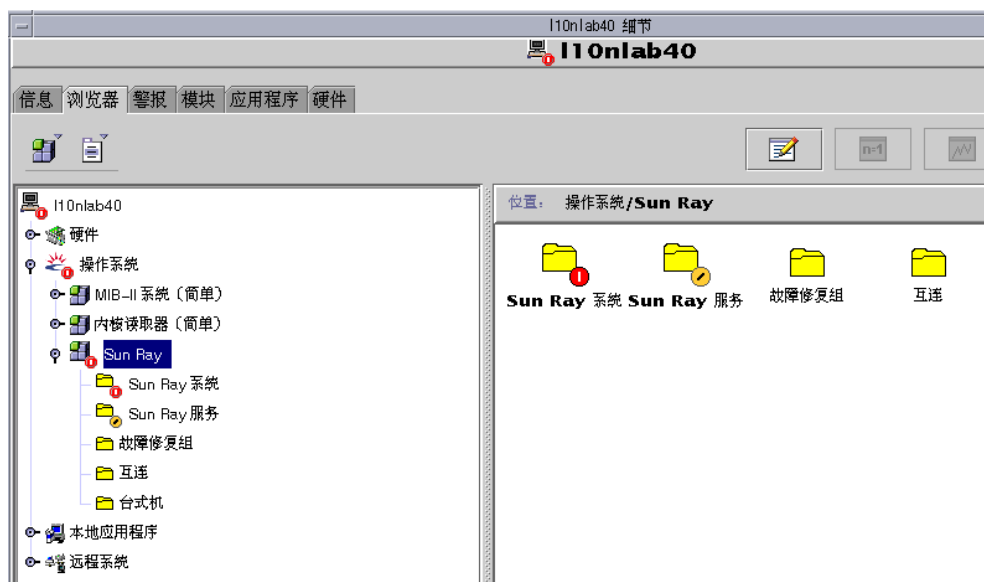 l10nlab40 细节
l10nlab40
信息 浏览器 警报 模块 应用程序 硬件
n=1
l10nlab40
硬件
操作系统
MIB-II 系统（简单）
内核读取器（简单）
Sun Ray
Sun Ray 系统
Sun Ray 服务
故障修复组
互连
台式机
本地应用程序
远程系统
位置： 操作系统/Sun Ray
Sun Ray 系统 Sun Ray 服务 故障修复组 互连